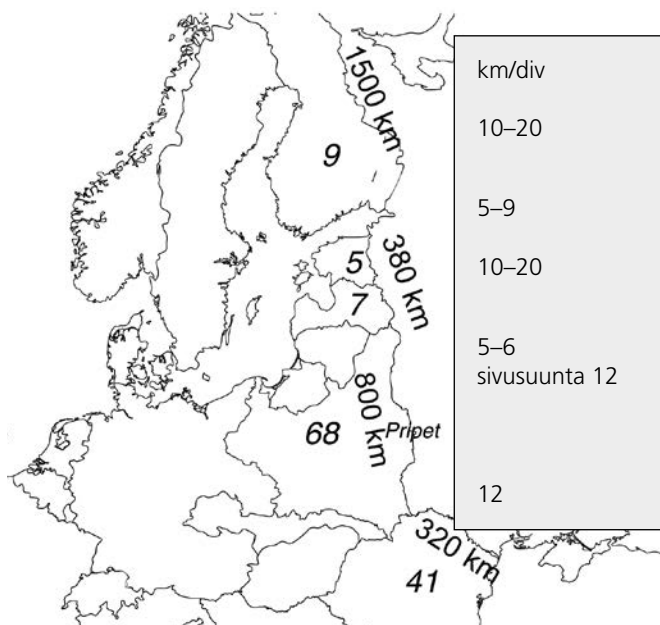 1500 km
9
380 km
5
7
800 km
68
Pripet
320 km
41
km/div
10–20
5–9
10–20
5–6
sivusuunta 12
12